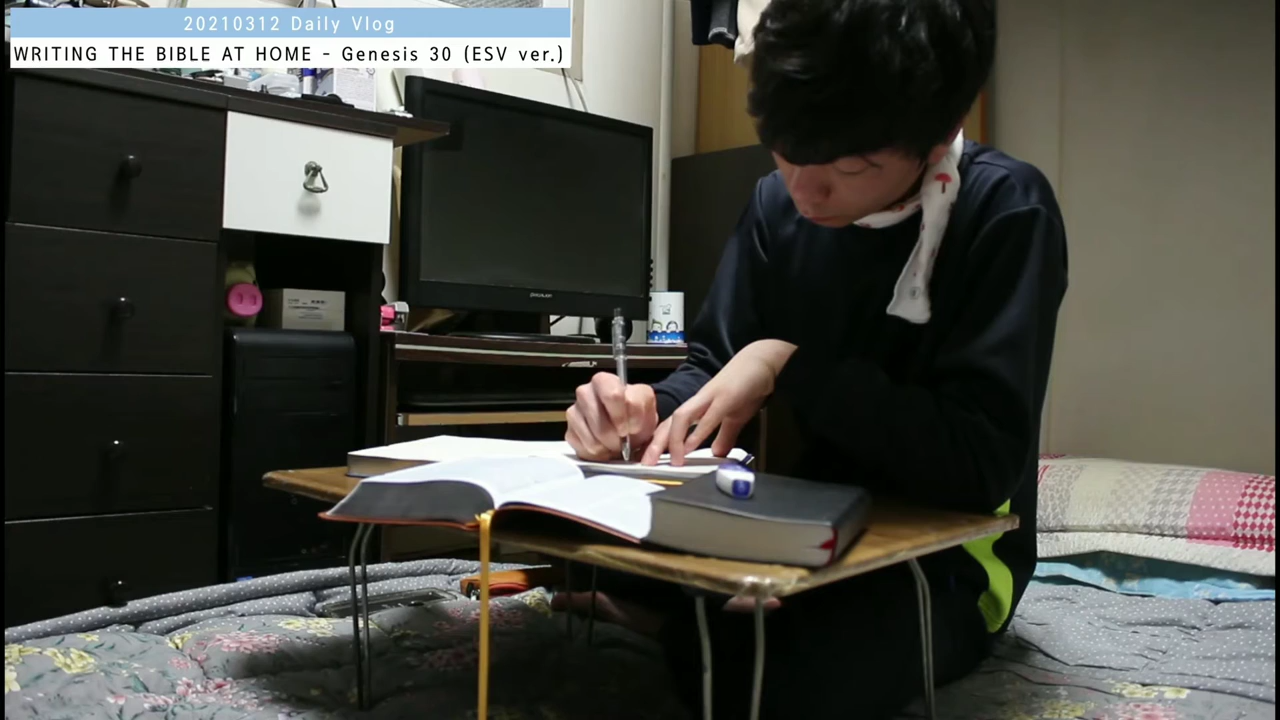 20210312 Daily Vlog
WRITING THE BIBLE AT HOME - Genesis 30 (ESV ver.)